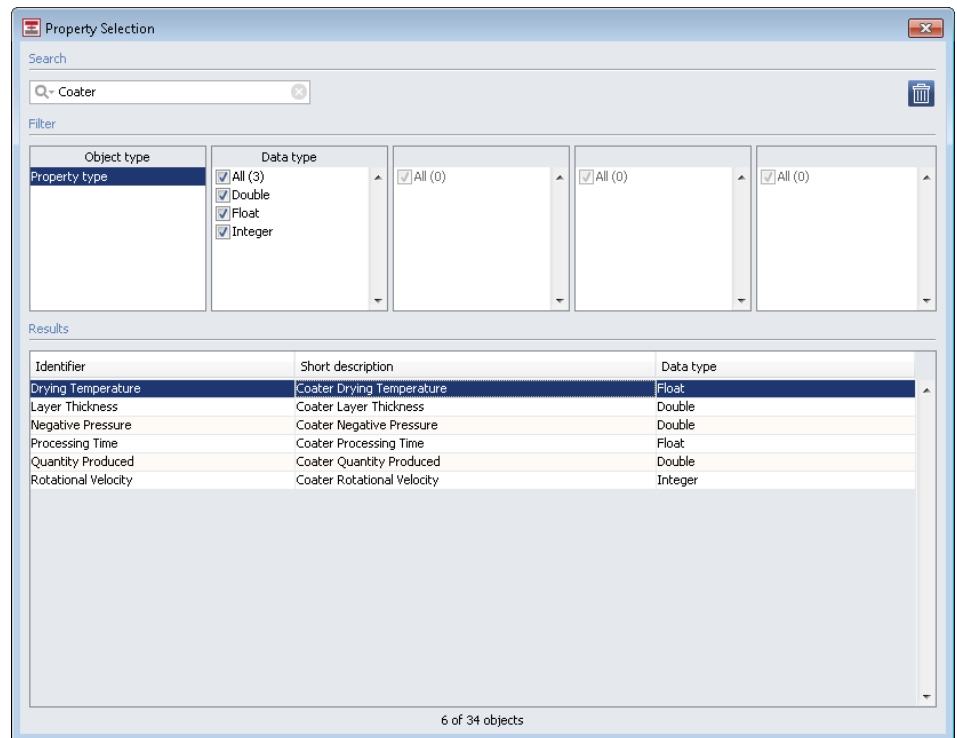 Property Selection
Search
Coater
Filter
Object type Data type
Property type All (3) All (0) All (0) All (0)
Double
Float
Integer
Results
Identifier Short description Data type
Drying Temperature Coater Drying Temperature Float
Layer Thickness Coater Layer Thickness Double
Negative Pressure Coater Negative Pressure Double
Processing Time Coater Processing Time Float
Quantity Produced Coater Quantity Produced Double
Rotational Velocity Coater Rotational Velocity Integer
6 of 34 objects